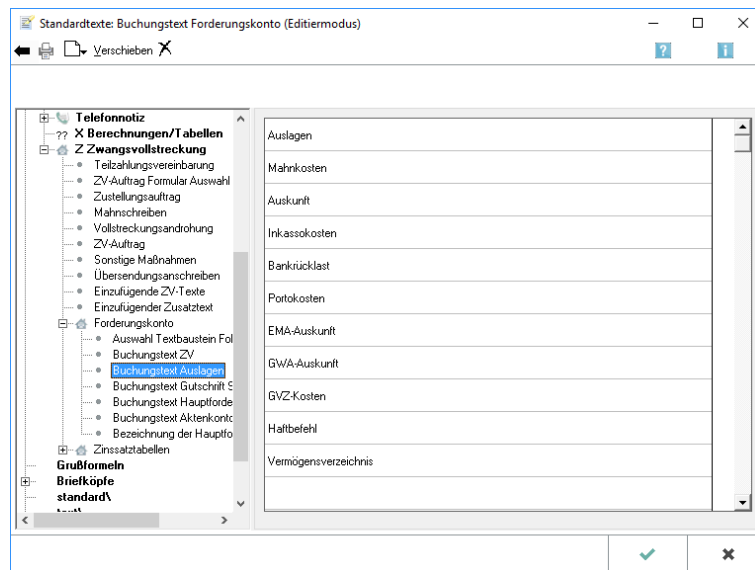 Standardtexte: Buchungstext Forderungskonto (Editiermodus)
Verschieben
?
i
Telefonnotiz
?? X Berechnungen/Tabellen
Z Zwangsvollstreckung
Teilzahlungsvereinbarung
ZV-Auftrag Formular Auswahl
Zustellungsauftrag
Mahnschreiben
Vollstreckungsandrohung
ZV-Auftrag
Sonstige Maßnahmen
Übersendungsanschreiben
Einzufügende ZV-Texte
Einzufügender Zusatztext
Forderungskonto
Auswahl Textbaustein Fol
Buchungstext ZV
Buchungstext Auslagen
Buchungstext Gutschrift S
Buchungstext Hauptforde
Buchungstext Aktenkonto
Bezeichnung der Hauptfo
Zinssatztabellen
Grußformeln
Briefköpfe
standard\
Auslagen
Mahnkosten
Auskunft
Inkassokosten
Bankrücklast
Portokosten
EMA-Auskunft
GWA-Auskunft
GVZ-Kosten
Haftbefehl
Vermögensverzeichnis